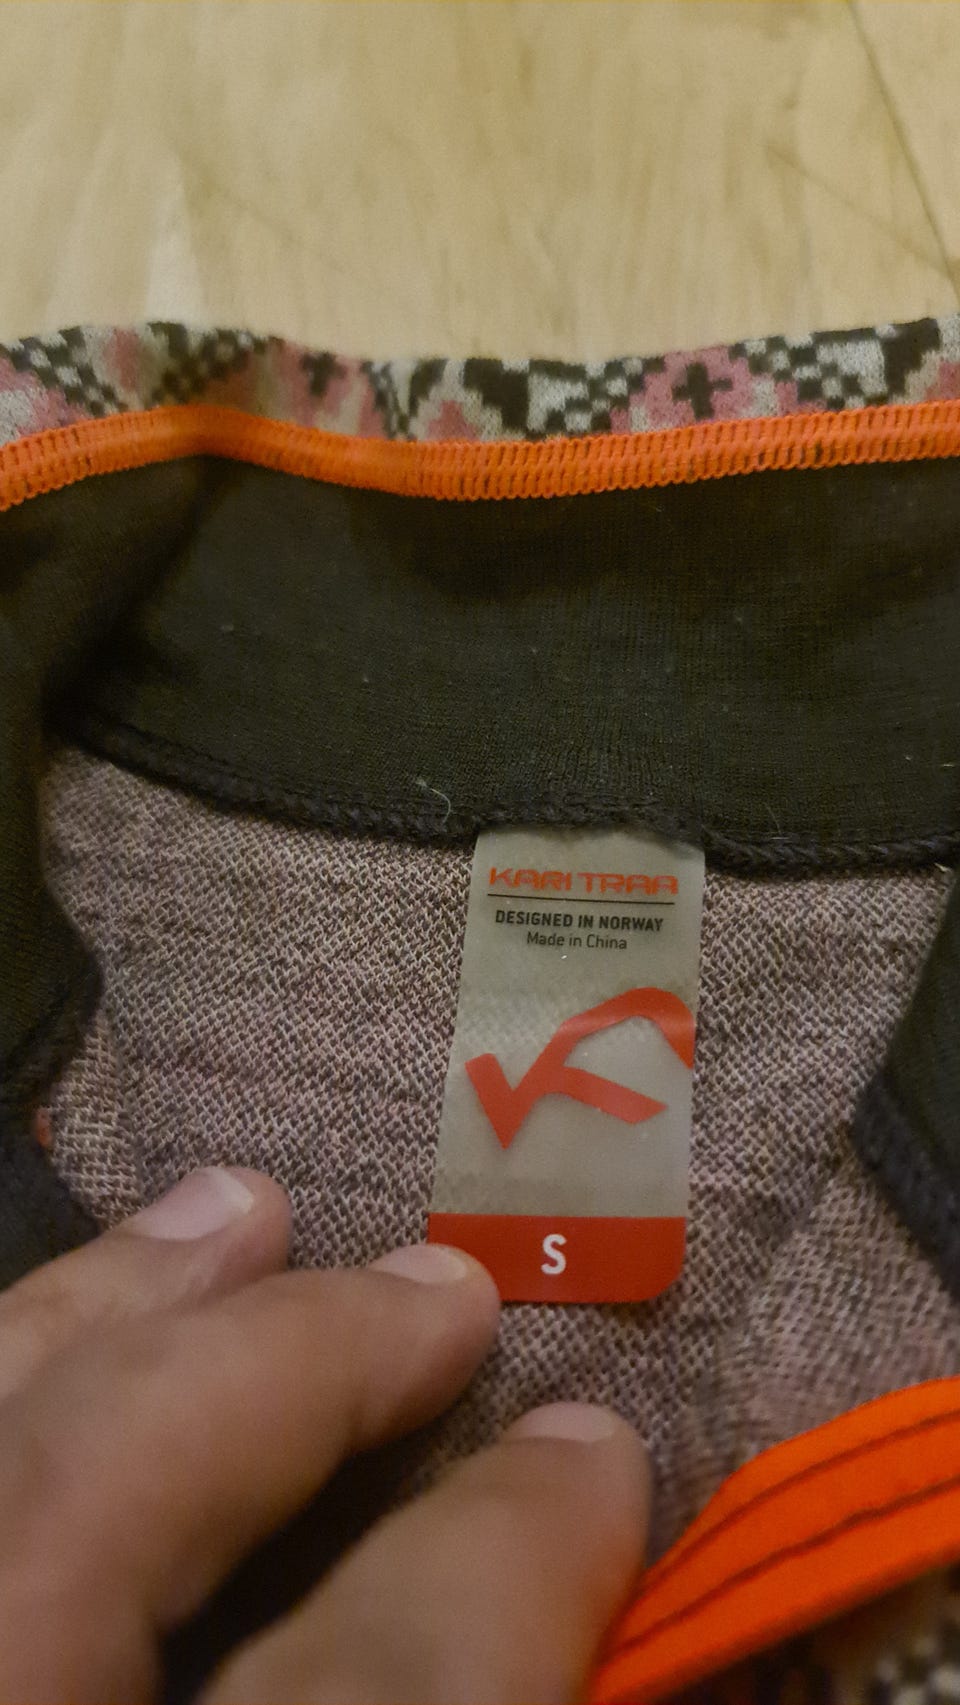 KARI TRAA
DESIGNED IN NORWAY
Made in China
S